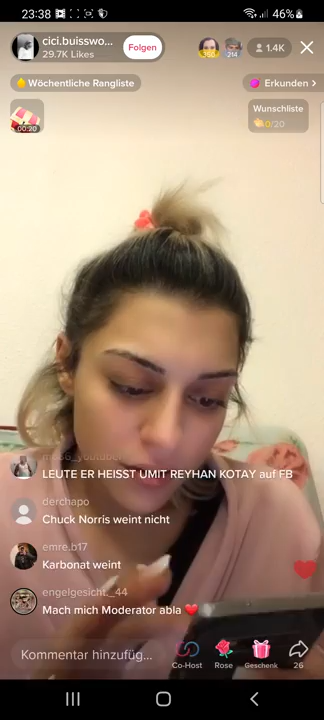 23:38
46%
cici.buisswo...
29.7K Likes
Folgen
356
214
1.4K
Wöchentliche Rangliste
Erkunden >
00:20
Wunschliste
0/20
LEUTE ER HEISST UMIT REYHAN KOTAY auf FB
derchapo
Chuck Norris weint nicht
emre.b17
Karbonat weint
engelgesicht._44
Mach mich Moderator abla ❤️
Kommentar hinzufüg...
Co-Host
Rose
Geschenk
26